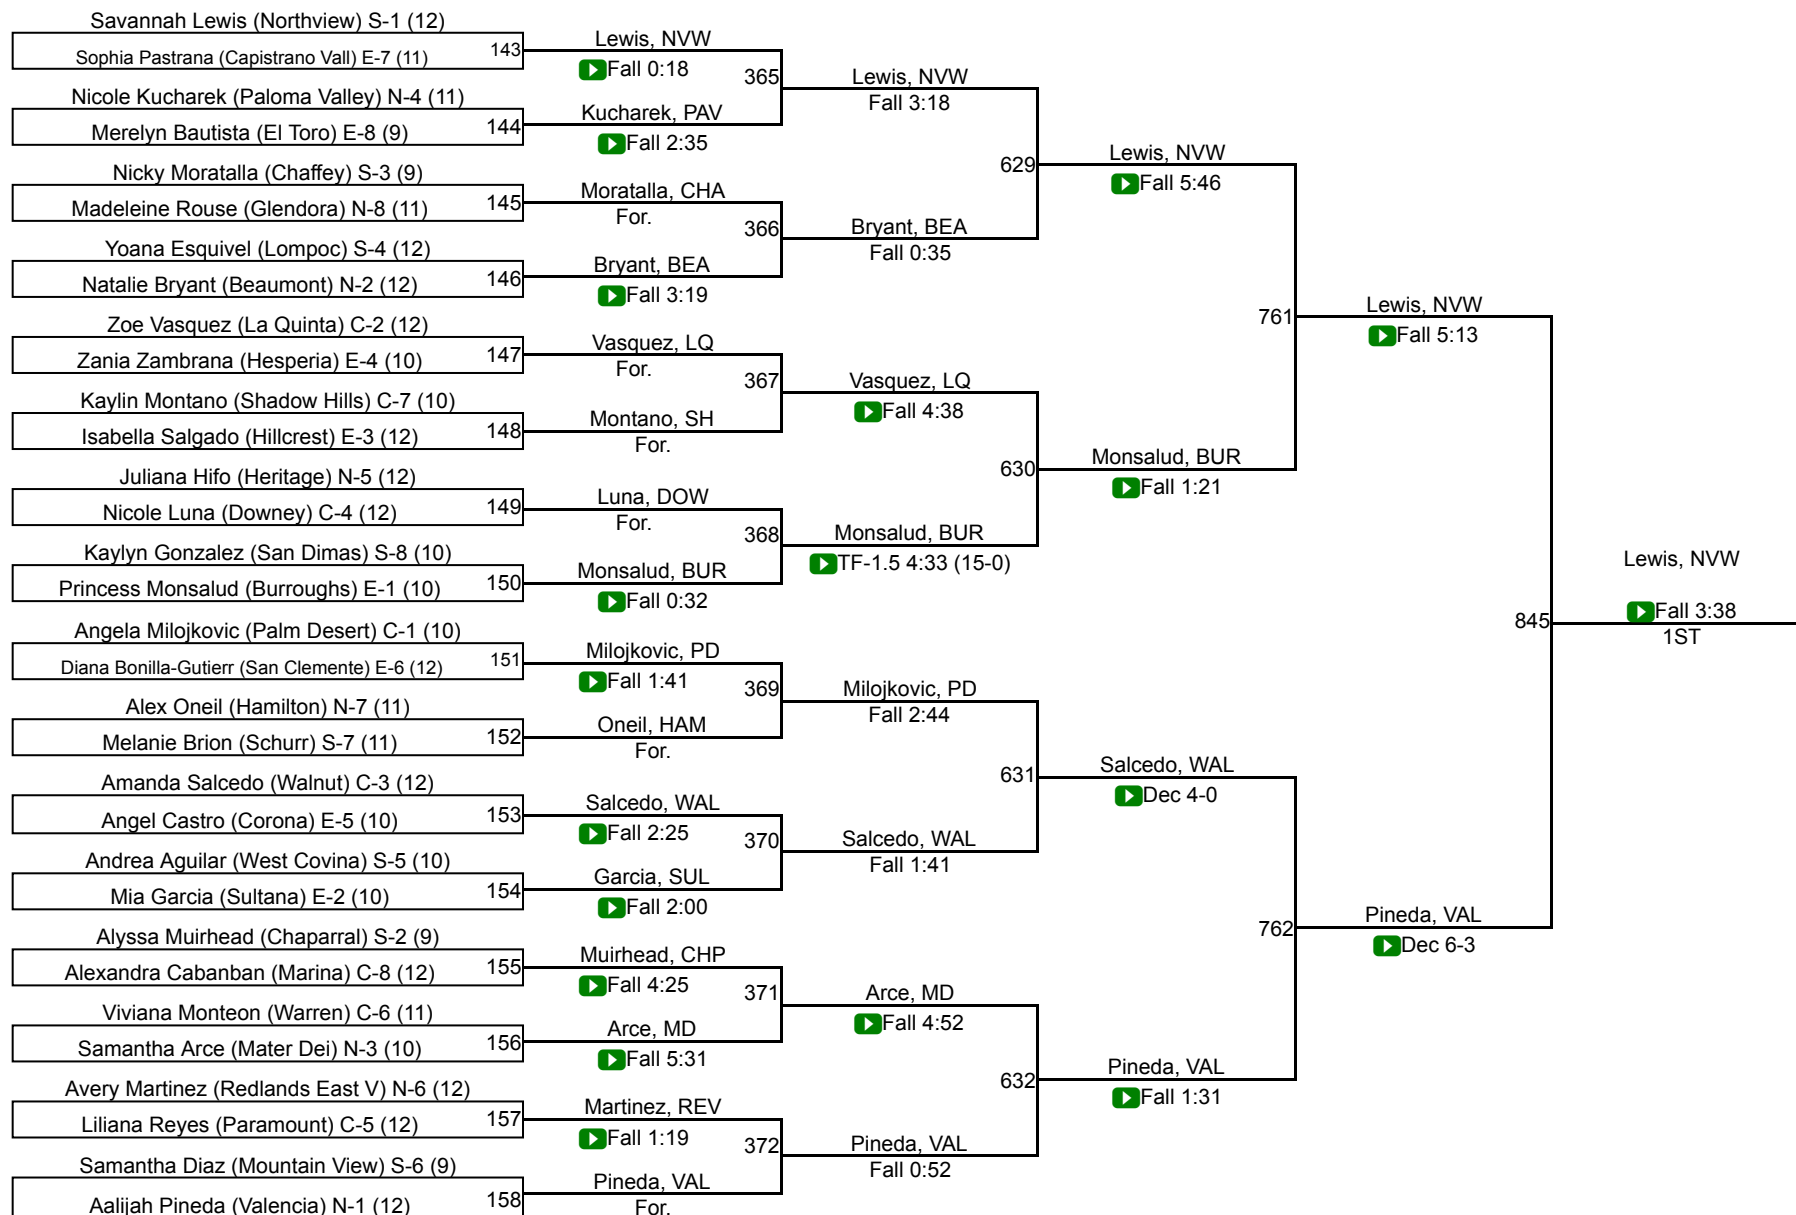 Savannah Lewis (Northview) S-1 (12)
Sophia Pastrana (Capistrano Vall) E-7 (11)
143
Nicole Kucharek (Paloma Valley) N-4 (11)
Merelyn Bautista (El Toro) E-8 (9)
144
Nicky Moratalla (Chaffey) S-3 (9)
Madeleine Rouse (Glendora) N-8 (11)
145
Yoana Esquivel (Lompoc) S-4 (12)
Natalie Bryant (Beaumont) N-2 (12)
146
Zoe Vasquez (La Quinta) C-2 (12)
Zania Zambrana (Hesperia) E-4 (10)
147
Kaylin Montano (Shadow Hills) C-7 (10)
Isabella Salgado (Hillcrest) E-3 (12)
148
Juliana Hifo (Heritage) N-5 (12)
Nicole Luna (Downey) C-4 (12)
149
Kaylyn Gonzalez (San Dimas) S-8 (10)
Princess Monsalud (Burroughs) E-1 (10)
150
Angela Milojkovic (Palm Desert) C-1 (10)
Diana Bonilla-Gutierr (San Clemente) E-6 (12)
151
Alex Oneil (Hamilton) N-7 (11)
Melanie Brion (Schurr) S-7 (11)
152
Amanda Salcedo (Walnut) C-3 (12)
Angel Castro (Corona) E-5 (10)
153
Andrea Aguilar (West Covina) S-5 (10)
Mia Garcia (Sultana) E-2 (10)
154
Alyssa Muirhead (Chaparral) S-2 (9)
Alexandra Cabanban (Marina) C-8 (12)
155
Viviana Monteon (Warren) C-6 (11)
Samantha Arce (Mater Dei) N-3 (10)
156
Avery Martinez (Redlands East V) N-6 (12)
Liliana Reyes (Paramount) C-5 (12)
157
Samantha Diaz (Mountain View) S-6 (9)
Aalijah Pineda (Valencia) N-1 (12)
158
Lewis, NVW
Fall 0:18
365
Kucharek, PAV
Fall 2:35
Moratalla, CHA
For.
366
Bryant, BEA
Fall 3:19
Vasquez, LQ
For.
367
Montano, SH
For.
Luna, DOW
For.
368
Monsalud, BUR
Fall 0:32
Milojkovic, PD
Fall 1:41
369
Oneil, HAM
For.
Salcedo, WAL
Fall 2:25
370
Garcia, SUL
Fall 2:00
Muirhead, CHP
Fall 4:25
371
Arce, MD
Fall 5:31
Martinez, REV
Fall 1:19
372
Pineda, VAL
For.
Lewis, NVW
Fall 3:18
629
Bryant, BEA
Fall 0:35
Vasquez, LQ
Fall 4:38
630
Monsalud, BUR
TF-1.5 4:33 (15-0)
Milojkovic, PD
Fall 2:44
631
Salcedo, WAL
Fall 1:41
Arce, MD
Fall 4:52
632
Pineda, VAL
Fall 0:52
Lewis, NVW
Fall 5:46
761
Monsalud, BUR
Fall 1:21
Salcedo, WAL
Dec 4-0
762
Pineda, VAL
Fall 1:31
Lewis, NVW
Fall 5:13
845
Pineda, VAL
Dec 6-3
Lewis, NVW
Fall 3:38
1ST